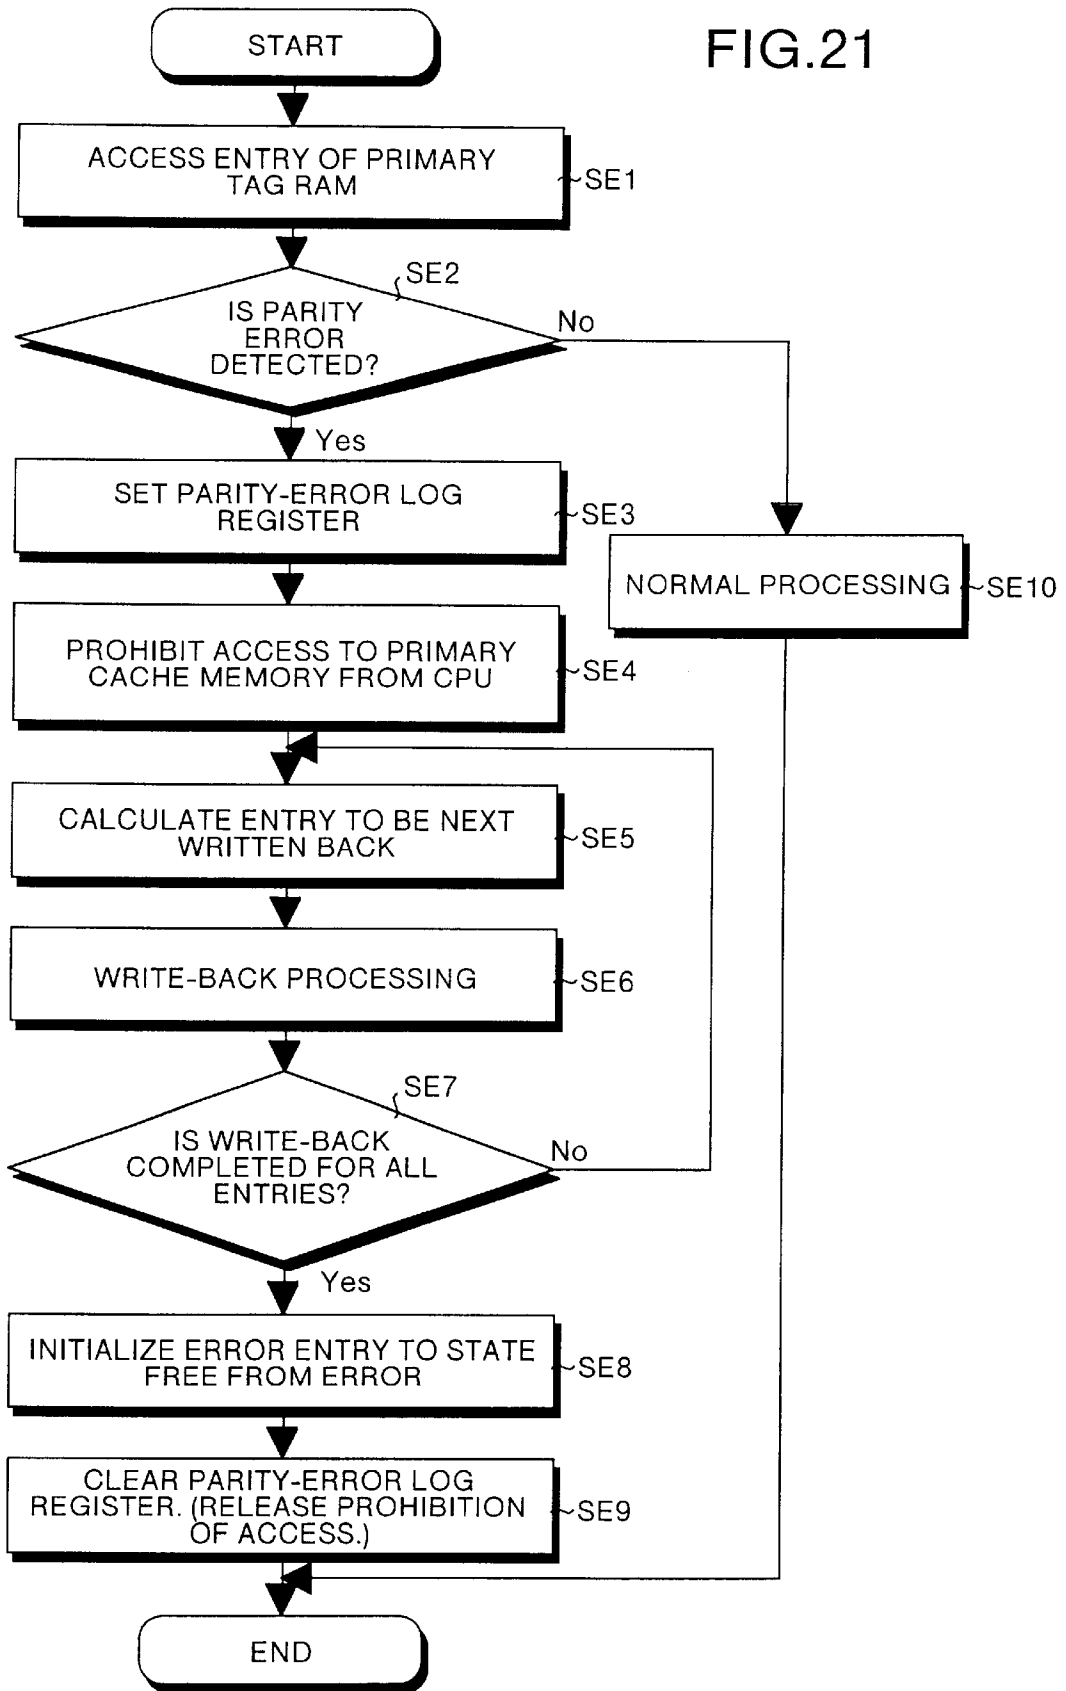 START
FIG.21
ACCESS ENTRY OF PRIMARY
TAG RAM
SE1
SE2
IS PARITY
ERROR
DETECTED?
No
Yes
SET PARITY-ERROR LOG
REGISTER
SE3
NORMAL PROCESSING
SE10
PROHIBIT ACCESS TO PRIMARY
CACHE MEMORY FROM CPU
SE4
CALCULATE ENTRY TO BE NEXT
WRITTEN BACK
SE5
WRITE-BACK PROCESSING
SE6
SE7
IS WRITE-BACK
COMPLETED FOR ALL
ENTRIES?
No
Yes
INITIALIZE ERROR ENTRY TO STATE
FREE FROM ERROR
SE8
CLEAR PARITY-ERROR LOG
REGISTER. (RELEASE PROHIBITION
OF ACCESS.)
SE9
END